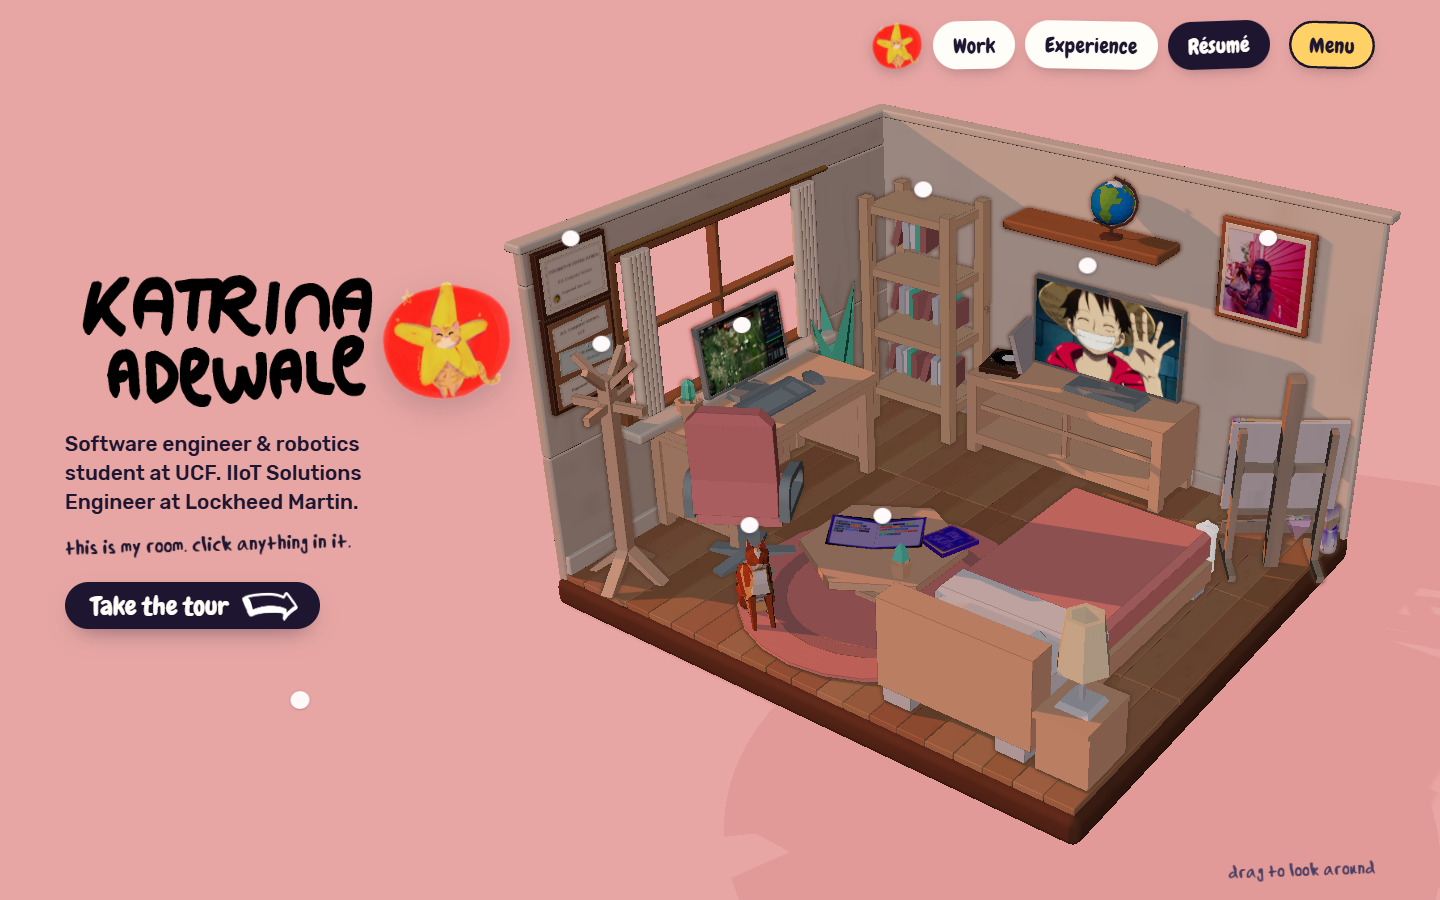 Work
Experience
Résumé
Menu
KATRINA
ADEWALE
Software engineer & robotics
student at UCF. IIoT Solutions
Engineer at Lockheed Martin.
this is my room. click anything in it.
Take the tour
drag to look around